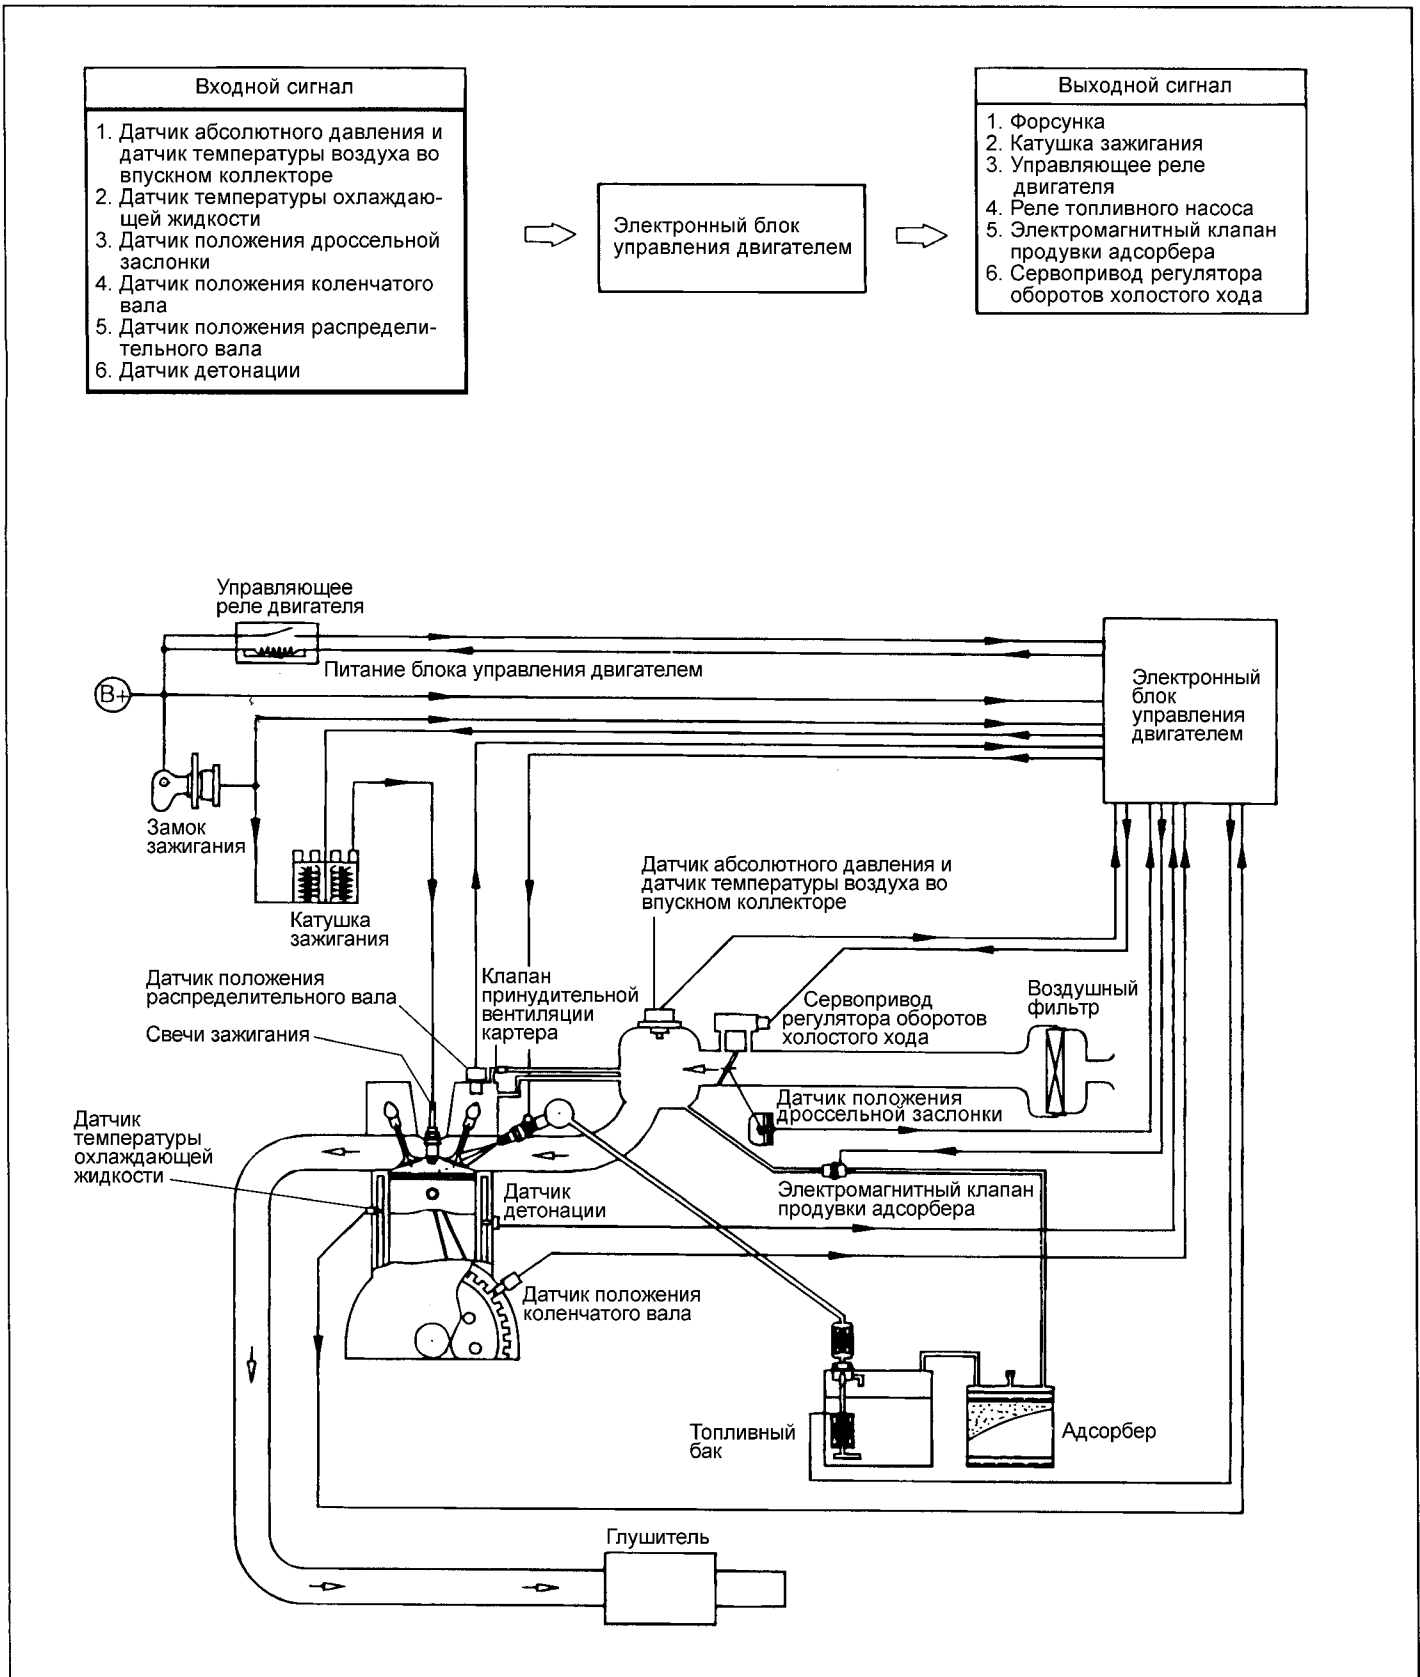 Входной сигнал
1. Датчик абсолютного давления и
датчик температуры воздуха во
впускном коллекторе
2. Датчик температуры охлаждаю-
щей жидкости
3. Датчик положения дроссельной
заслонки
4. Датчик положения коленчатого
вала
5. Датчик положения распредели-
тельного вала
6. Датчик детонации
Электронный блок
управления двигателем
Выходной сигнал
1. Форсунка
2. Катушка зажигания
3. Управляющее реле
двигателя
4. Реле топливного насоса
5. Электромагнитный клапан
продувки адсорбера
6. Сервопривод регулятора
оборотов холостого хода
Управляющее
реле двигателя
Питание блока управления двигателем
B+
Электронный
блок
управления
двигателем
Замок
зажигания
Катушка
зажигания
Датчик абсолютного давления и
датчик температуры воздуха во
впускном коллекторе
Датчик положения
распределительного вала
Свечи зажигания
Клапан
принудительной
вентиляции
картера
Сервопривод
регулятора оборотов
холостого хода
Воздушный
фильтр
Датчик
температуры
охлаждающей
жидкости
Датчик положения
дроссельной заслонки
Датчик
детонации
Электромагнитный клапан
продувки адсорбера
Датчик положения
коленчатого вала
Топливный
бак
Адсорбер
Глушитель